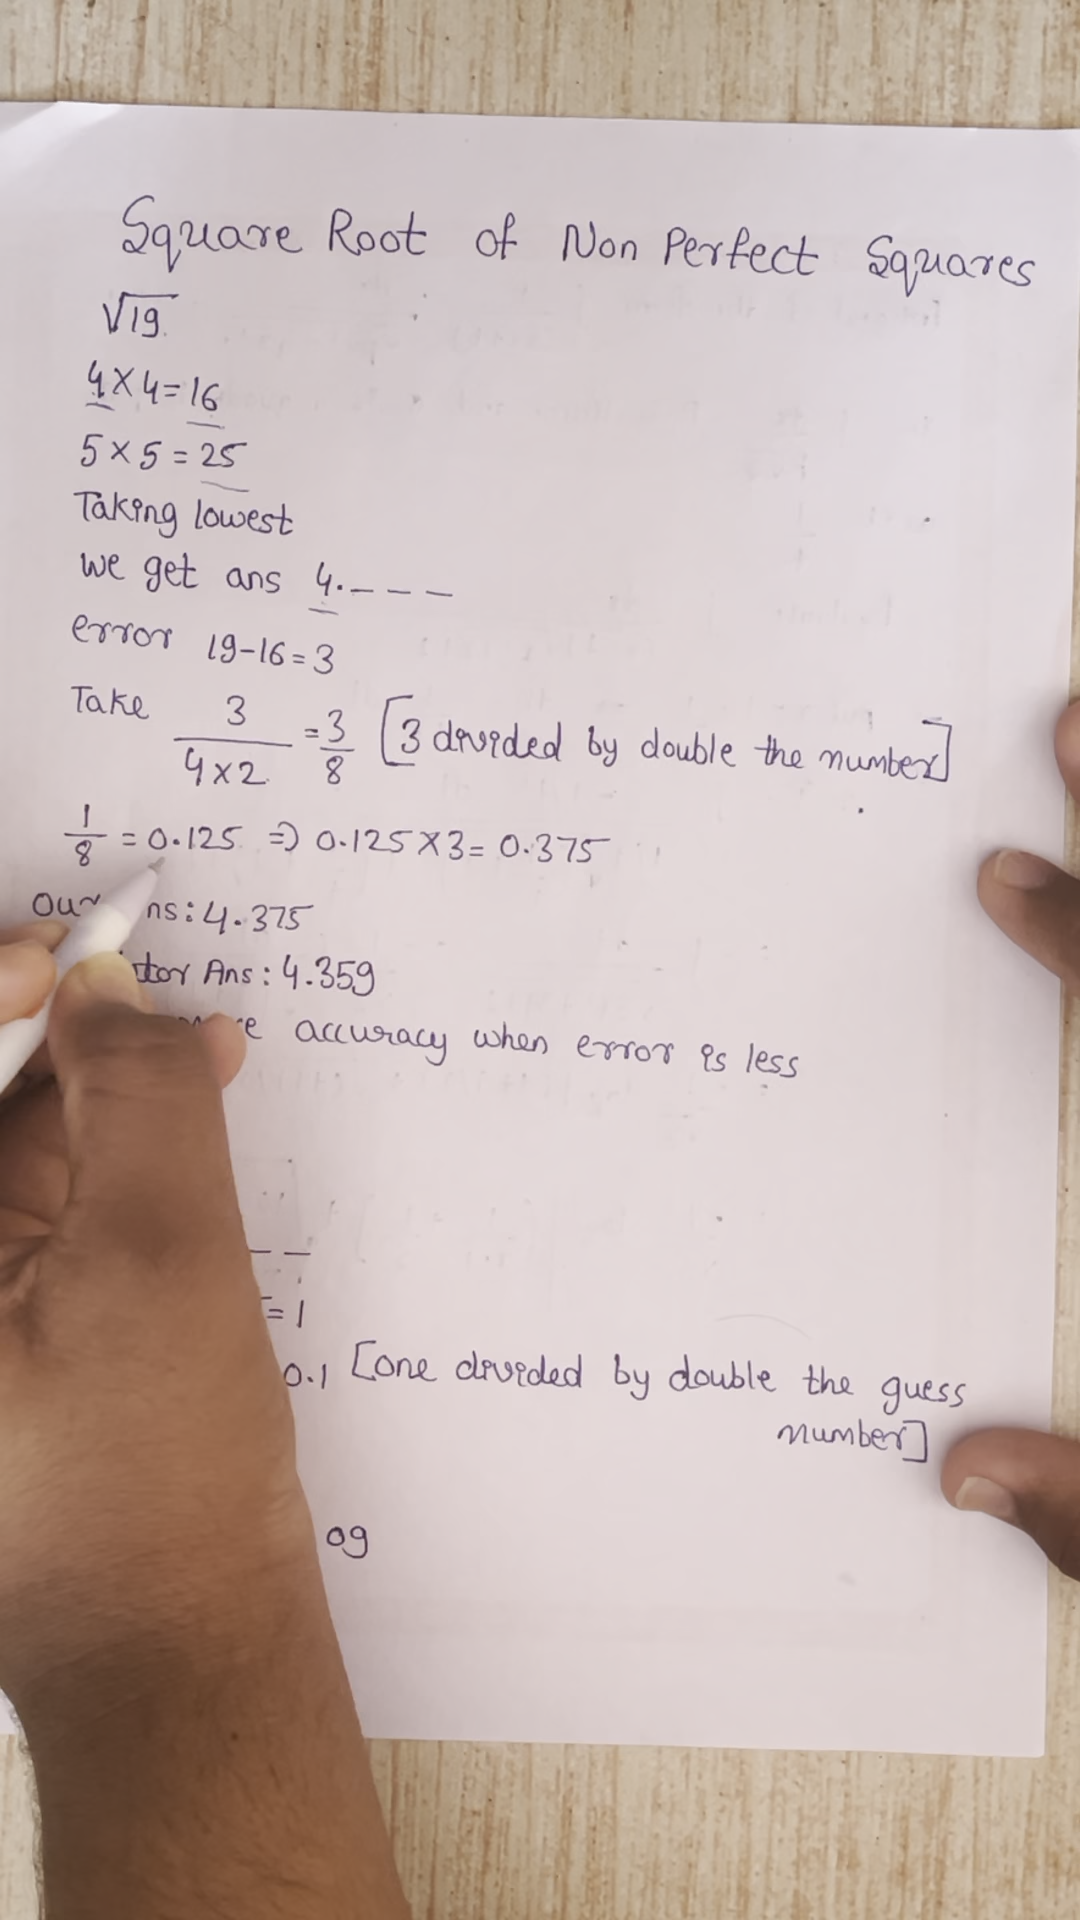 Square Root of Non Perfect Squares
√19
4×4=16
5×5=25
Taking lowest
we get ans 4.---
error 19-16=3
Take 3/4×2 = 3/8 [3 divided by double the number]
1/8 = 0.125 ⇒ 0.125×3= 0.375
ns: 4.375
tor Ans: 4.359
accuracy when error is less
--
=1
0.1 [one divided by double the guess
number]
09